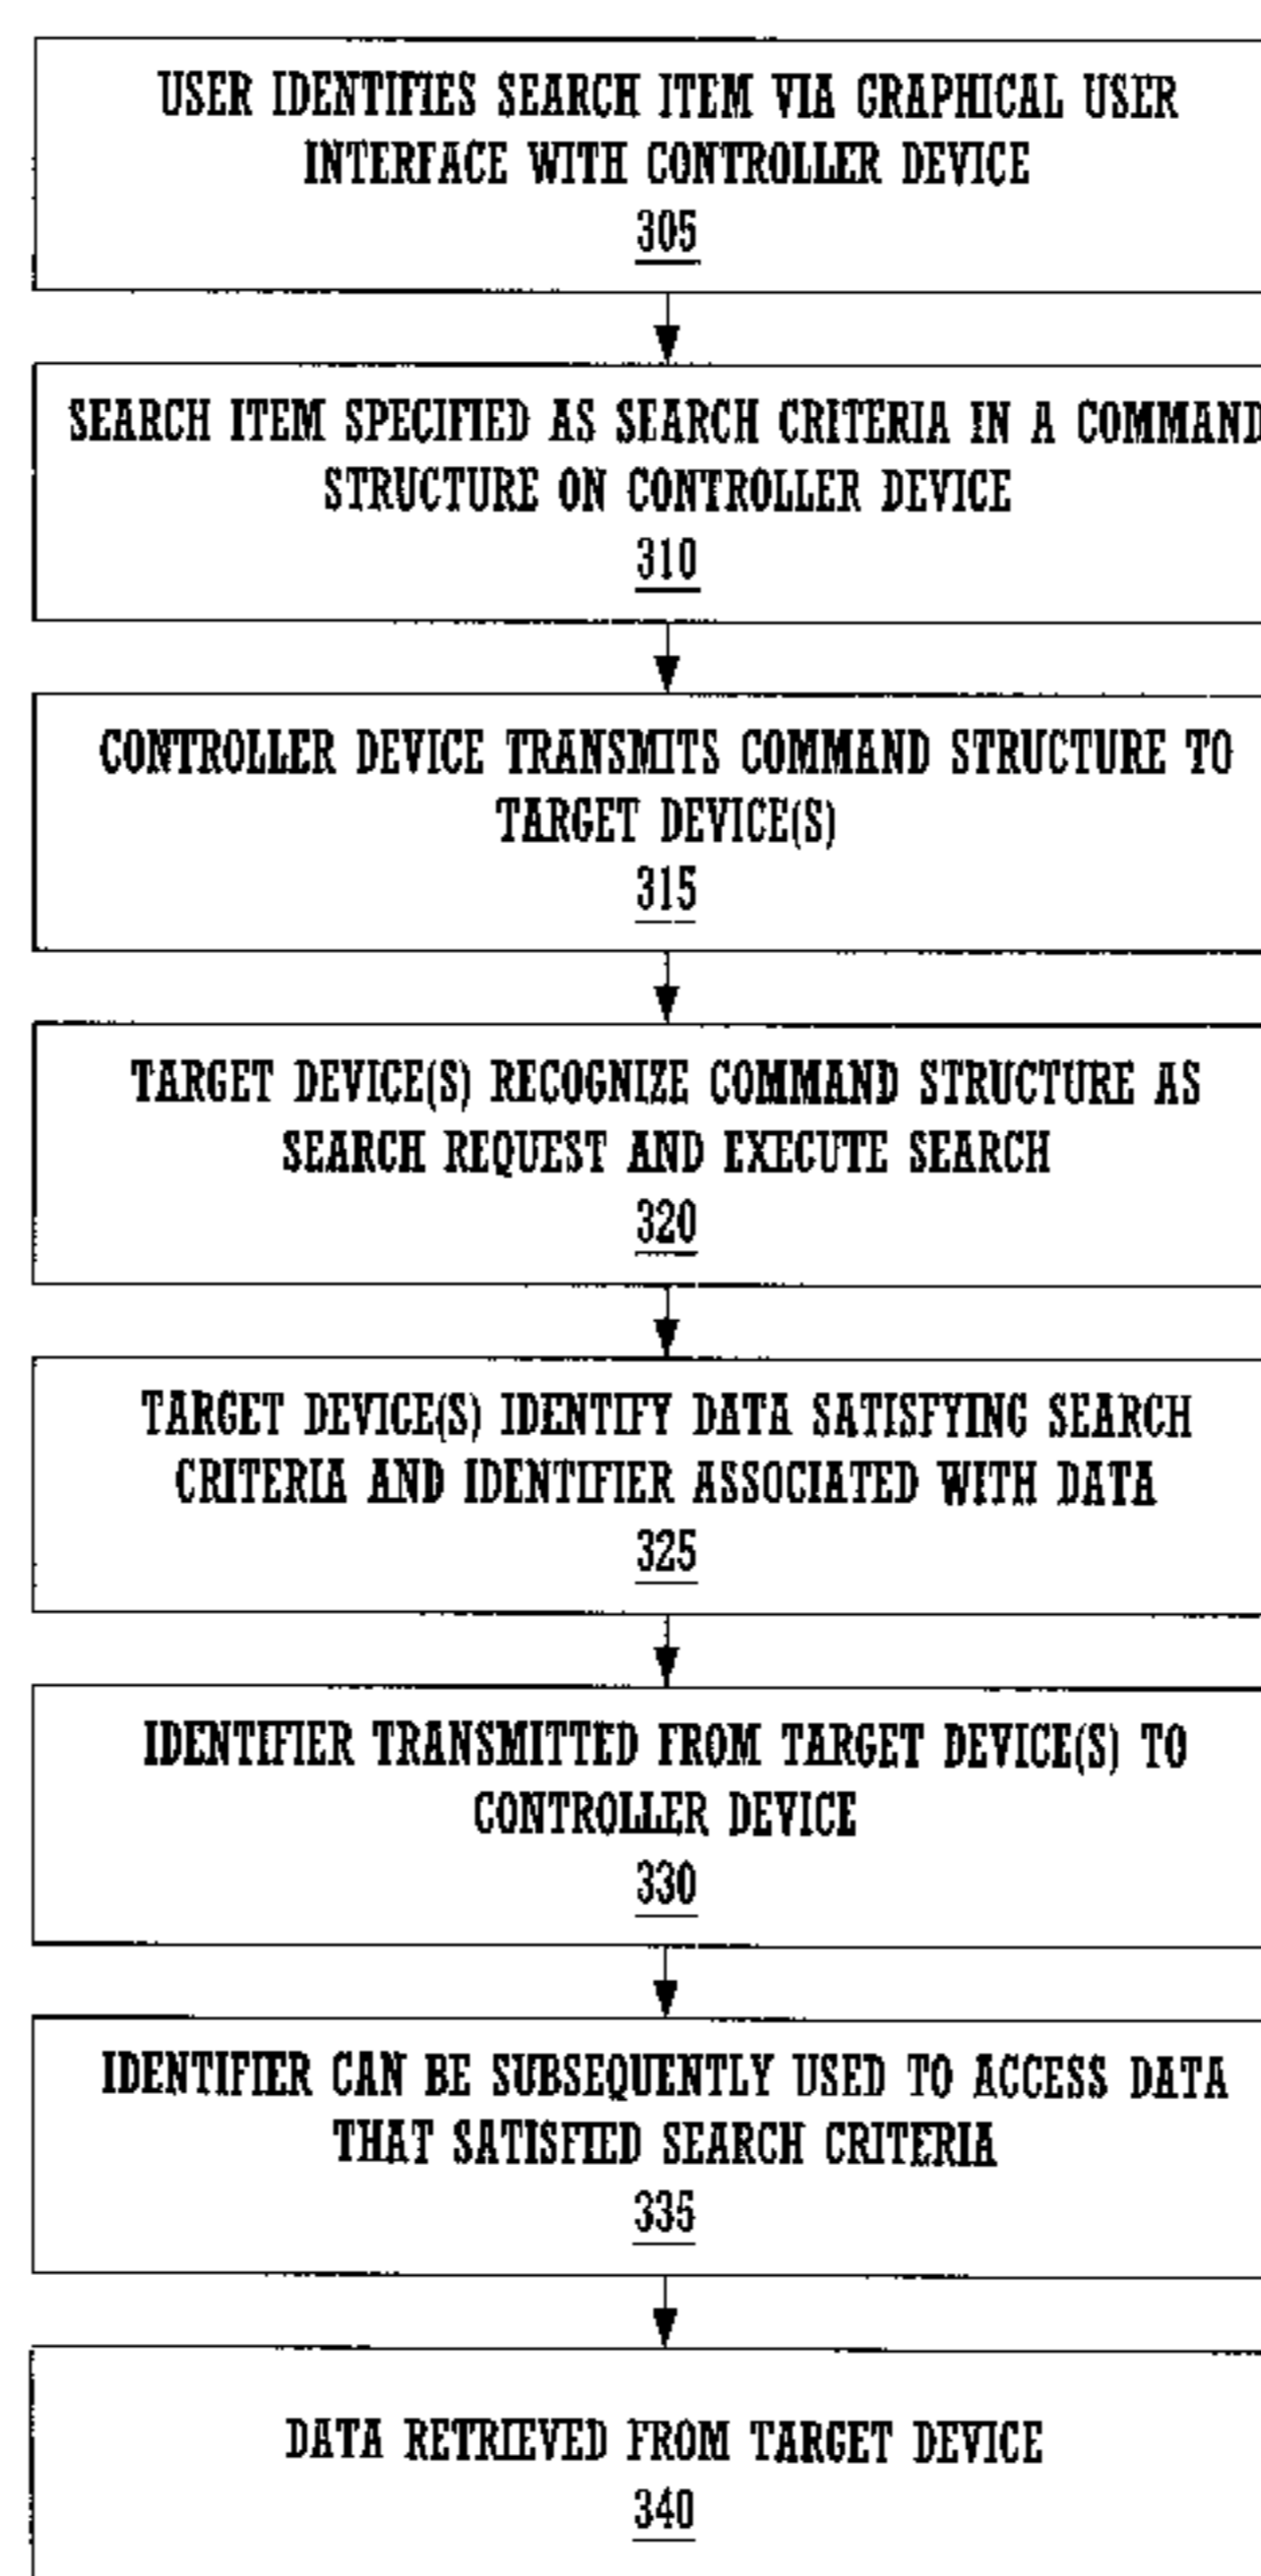 USER IDENTIFIES SEARCH ITEM VIA GRAPHICAL USER
INTERFACE WITH CONTROLLER DEVICE
305
SEARCH ITEM SPECIFIED AS SEARCH CRITERIA IN A COMMAND
STRUCTURE ON CONTROLLER DEVICE
310
CONTROLLER DEVICE TRANSMITS COMMAND STRUCTURE TO
TARGET DEVICE(S)
315
TARGET DEVICE(S) RECOGNIZE COMMAND STRUCTURE AS
SEARCH REQUEST AND EXECUTE SEARCH
320
TARGET DEVICE(S) IDENTIFY DATA SATISFYING SEARCH
CRITERIA AND IDENTIFIER ASSOCIATED WITH DATA
325
IDENTIFIER TRANSMITTED FROM TARGET DEVICE(S) TO
CONTROLLER DEVICE
330
IDENTIFIER CAN BE SUBSEQUENTLY USED TO ACCESS DATA
THAT SATISFIED SEARCH CRITERIA
335
DATA RETRIEVED FROM TARGET DEVICE
340